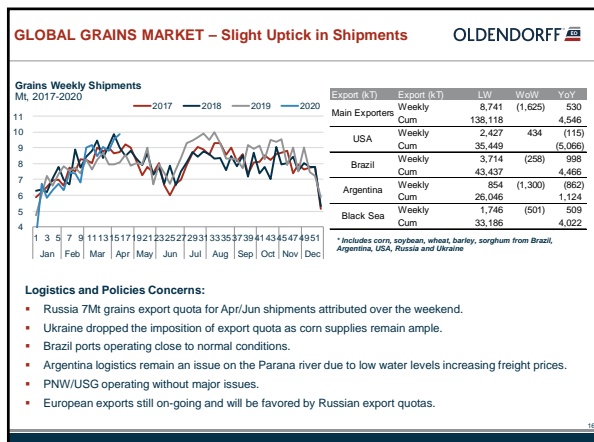 GLOBAL GRAINS MARKET – Slight Uptick in Shipments
OLDENDORFF
EO
Grains Weekly Shipments
Mt, 2017-2020
2017 2018 2019 2020
11
10
9
8
7
6
5
4
1 3 5 7 9 11 13 15 17 19 21 23 25 27 29 31 33 35 37 39 41 43 45 47 49 51
Jan Feb Mar Apr May Jun Jul Aug Sep Oct Nov Dec
Export (kT) Export (kT) LW WoW YoY
Main Exporters Weekly 8,741 (1,625) 530
Cum 138,118 4,546
USA Weekly 2,427 434 (115)
Cum 35,449 (5,066)
Brazil Weekly 3,714 (258) 998
Cum 43,437 4,466
Argentina Weekly 854 (1,300) (862)
Cum 26,046 1,124
Black Sea Weekly 1,746 (501) 509
Cum 33,186 4,022
* Includes corn, soybean, wheat, barley, sorghum from Brazil,
Argentina, USA, Russia and Ukraine
Logistics and Policies Concerns:
▪ Russia 7Mt grains export quota for Apr/Jun shipments attributed over the weekend.
▪ Ukraine dropped the imposition of export quota as corn supplies remain ample.
▪ Brazil ports operating close to normal conditions.
▪ Argentina logistics remain an issue on the Parana river due to low water levels increasing freight prices.
▪ PNW/USG operating without major issues.
▪ European exports still on-going and will be favored by Russian export quotas.
16